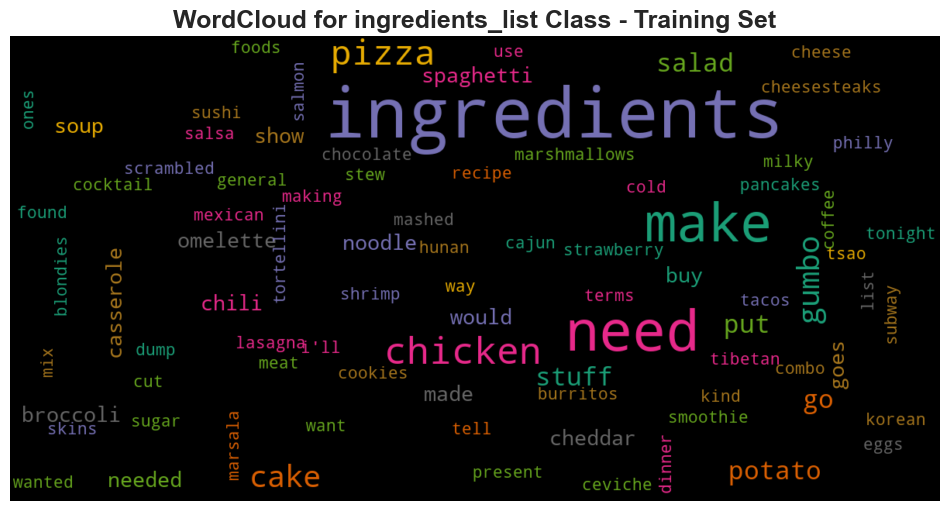 WordCloud for ingredients_list Class - Training Set
foods
pizza
use
salad
cheese
spaghetti
cheesesteaks
ones
salmon
ingredients
sushi
soup
salsa
show
philly
chocolate
marshmallows
milky
scrambled
stew
recipe
cocktail
general
cold
pancakes
making
found
mexican
mashed
make
coffee
tonight
omelette
tortellini
noodle
hunan
cajun
strawberry
tsao
blondies
casserole
buy
gumbo
list
shrimp
way
terms
tacos
subway
chili
would
need
put
dump
lasagna
i'll
chicken
tibetan
goes
mix
meat
cookies
stuff
combo
cut
made
burritos
kind
go
broccoli
skins
sugar
want
tell
cheddar
smoothie
korean
marsala
eggs
wanted
needed
cake
present
ceviche
dinner
potato